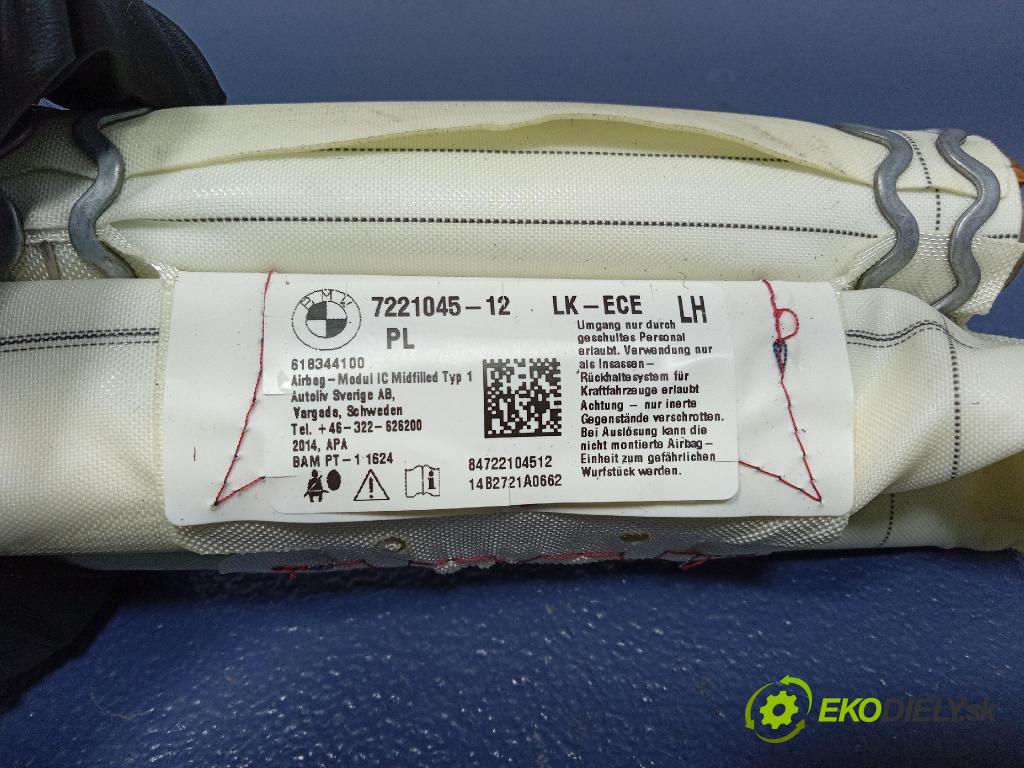 BMW
7221045-12 LK-ECE LH
PL
618344100
Airbag-Modul IC Midfilled Typ 1
Autoliv Sverige AB,
Vargada, Schweden
Tel. +46-322-626200
2014, APA
BAM PT-1 1624
84722104512
14B2721A0662
Umgang nur durch
geschultes Personal
erlaubt. Verwendung nur
als Insassen-
Rückhaltesystem für
Kraftfahrzeuge erlaubt
Achtung - nur inerte
Gegenstände verschrotten.
Bei Auslösung kann die
nicht montierte Airbag-
Einheit zum gefährlichen
Wurfstück werden.
EKODIELY.sk